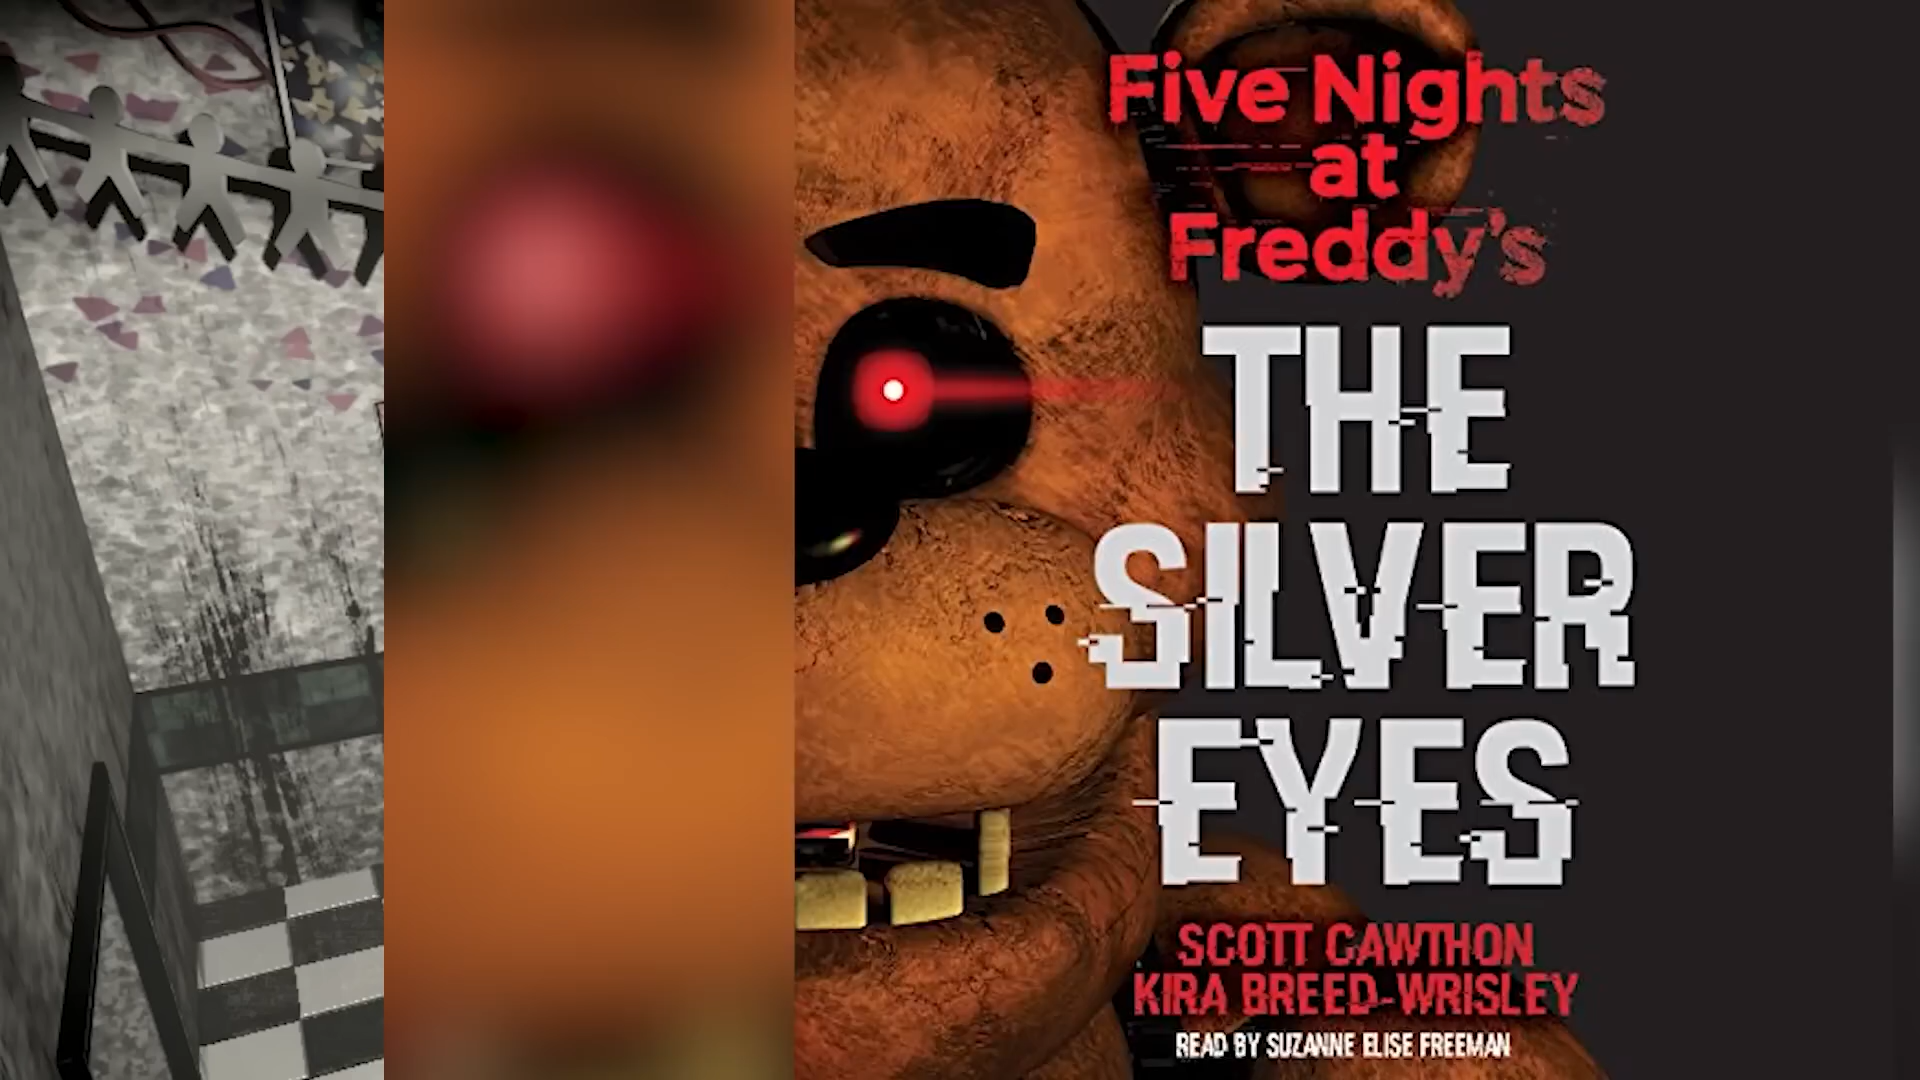 Five Nights
at
Freddy's
THE
SILVER
EYES
SCOTT CAWTHON
KIRA BREED-WRISLEY
READ BY SUZANNE ELISE FREEMAN